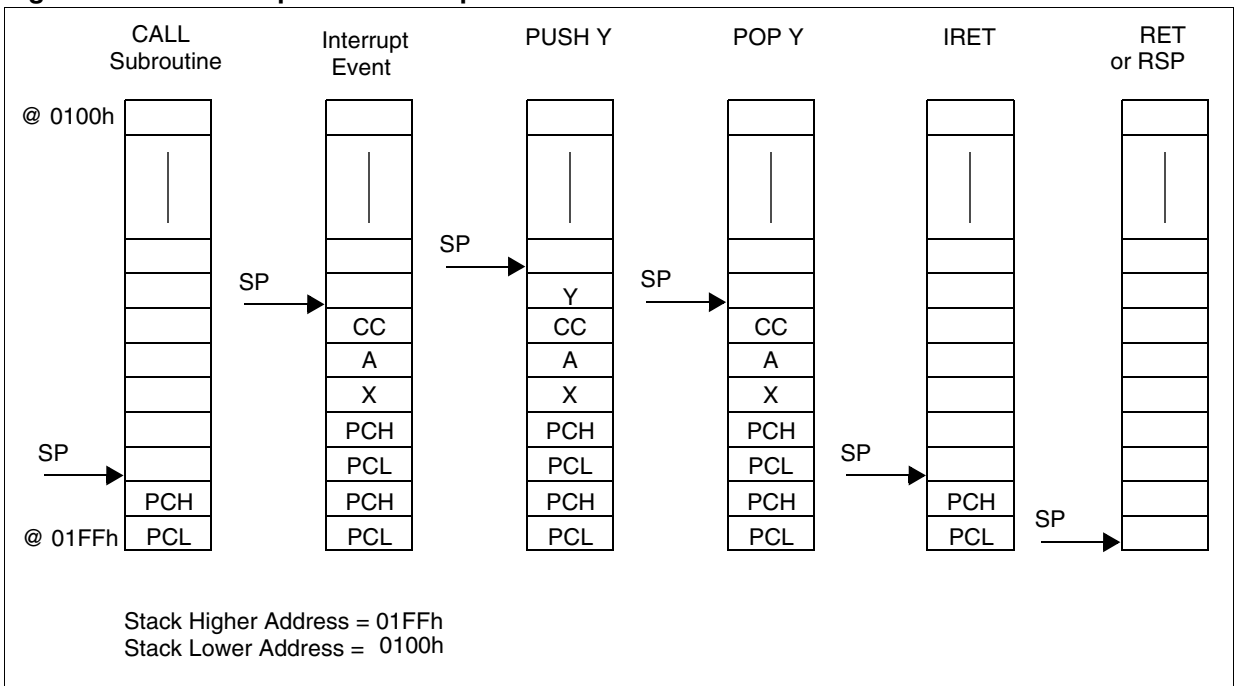 CALL
Subroutine
Interrupt
Event
PUSH Y
POP Y
IRET
RET
or RSP
@ 0100h
SP
SP
SP
Y
CC
CC
CC
A
A
A
X
X
X
PCH
PCH
PCH
SP
SP
PCL
PCL
PCL
PCH
PCH
PCH
PCH
PCH
SP
@ 01FFh
PCL
PCL
PCL
PCL
PCL
Stack Higher Address = 01FFh
Stack Lower Address = 0100h